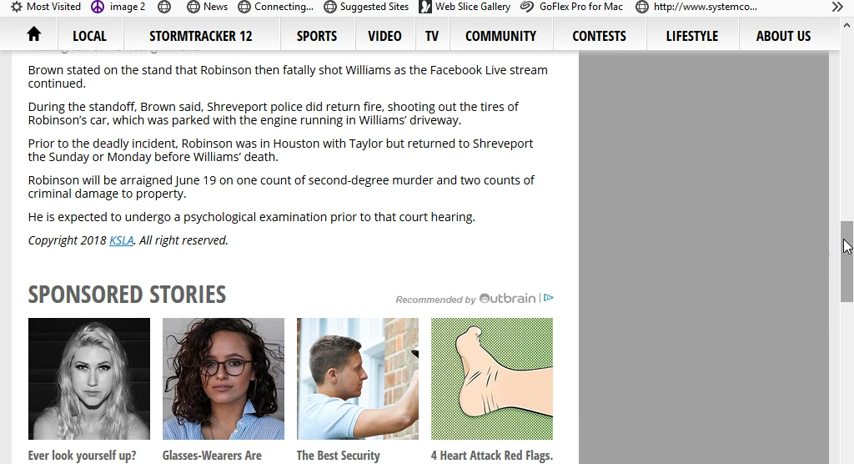 Most Visited image 2 News Connecting... Suggested Sites Web Slice Gallery GoFlex Pro for Mac http://www.systemco...
LOCAL STORMTRACKER 12 SPORTS VIDEO TV COMMUNITY CONTESTS LIFESTYLE ABOUT US
Brown stated on the stand that Robinson then fatally shot Williams as the Facebook Live stream
continued.
During the standoff, Brown said, Shreveport police did return fire, shooting out the tires of
Robinson's car, which was parked with the engine running in Williams' driveway.
Prior to the deadly incident, Robinson was in Houston with Taylor but returned to Shreveport
the Sunday or Monday before Williams' death.
Robinson will be arraigned June 19 on one count of second-degree murder and two counts of
criminal damage to property.
He is expected to undergo a psychological examination prior to that court hearing.
Copyright 2018 KSLA. All right reserved.
SPONSORED STORIES
Recommended by Outbrain
Ever look yourself up? Glasses-Wearers Are The Best Security 4 Heart Attack Red Flags.